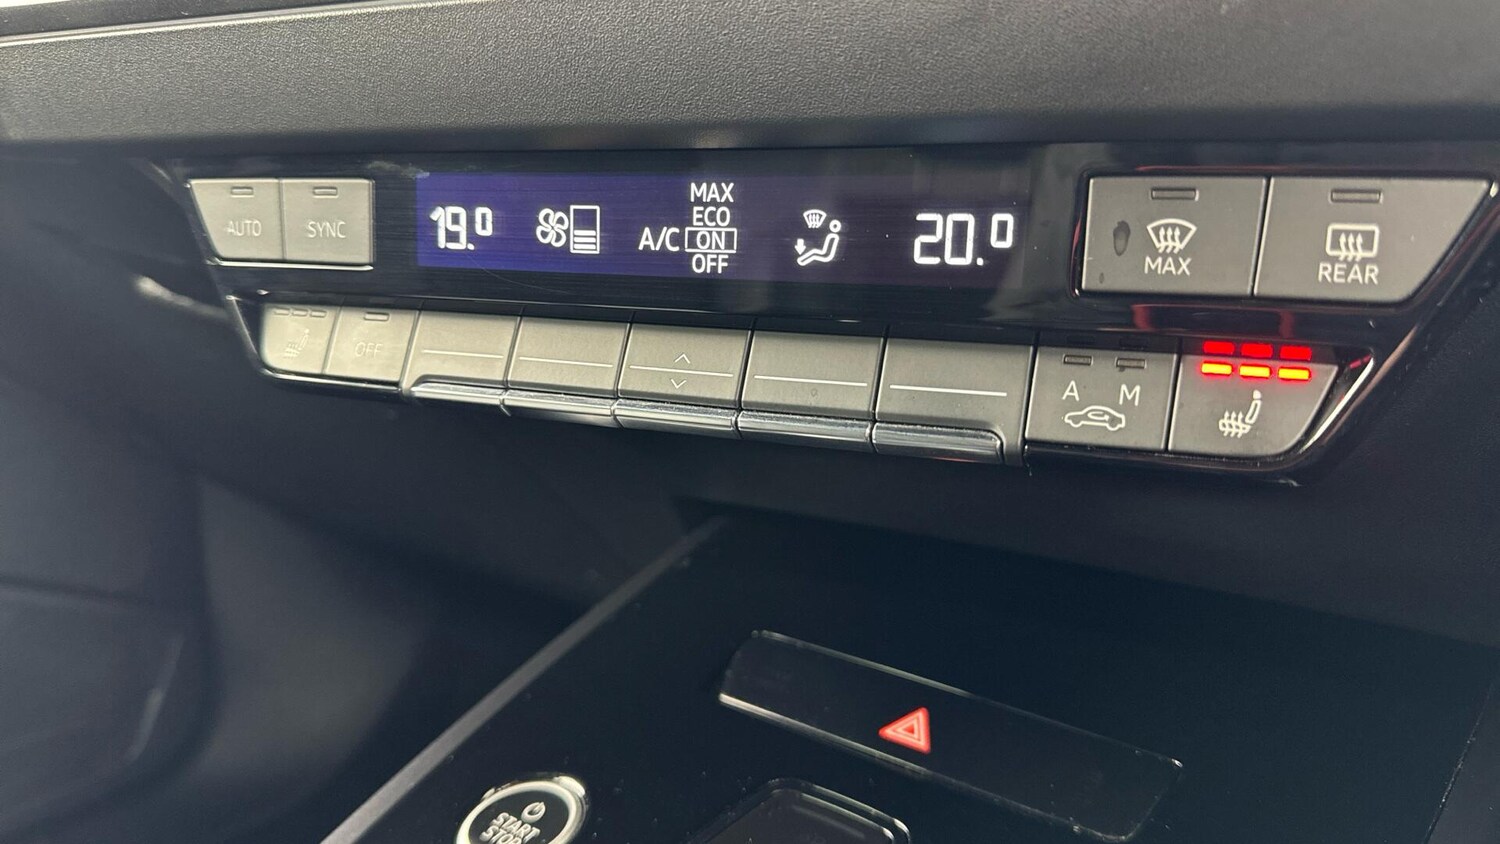 AUTO
SYNC
19.0
A/C
MAX
ECO
ON
OFF
20.0
MAX
REAR
OFF
A
M
START
STOP